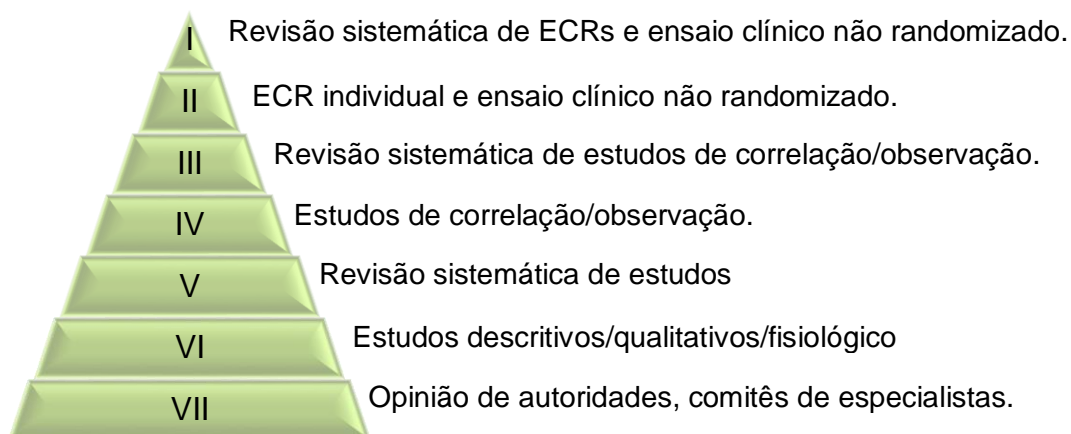 I Revisão sistemática de ECRs e ensaio clínico não randomizado.
II ECR individual e ensaio clínico não randomizado.
III Revisão sistemática de estudos de correlação/observação.
IV Estudos de correlação/observação.
V Revisão sistemática de estudos
VI Estudos descritivos/qualitativos/fisiológico
VII Opinião de autoridades, comitês de especialistas.